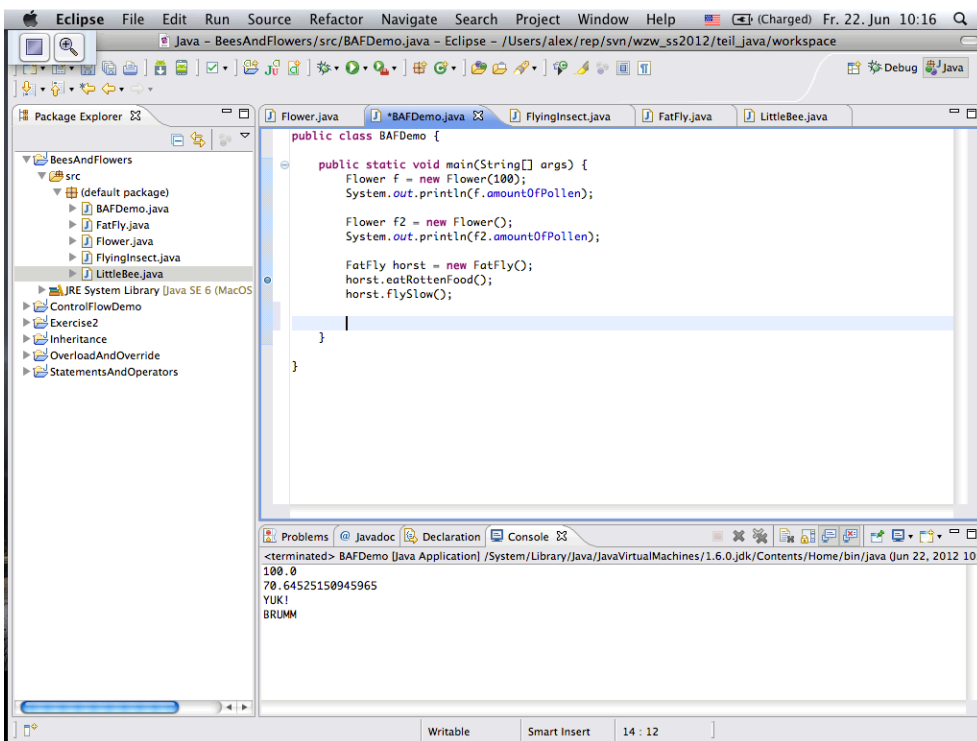 Eclipse File Edit Run Source Refactor Navigate Search Project Window Help (Charged) Fr. 22. Jun 10:16
Java – BeesAndFlowers/src/BAFDemo.java – Eclipse – /Users/alex/rep/svn/wzw_ss2012/teil_java/workspace
Debug Java
Package Explorer
BeesAndFlowers
src
(default package)
BAFDemo.java
FatFly.java
Flower.java
FlyingInsect.java
LittleBee.java
JRE System Library [Java SE 6 (MacOS
ControlFlowDemo
Exercise2
Inheritance
OverloadAndOverride
StatementsAndOperators
Flower.java *BAFDemo.java FlyingInsect.java FatFly.java LittleBee.java
public class BAFDemo {
public static void main(String[] args) {
Flower f = new Flower(100);
System.out.println(f.amountOfPollen);
Flower f2 = new Flower();
System.out.println(f2.amountOfPollen);
FatFly horst = new FatFly();
horst.eatRottenFood();
horst.flySlow();
}
}
Problems @ Javadoc Declaration Console
<terminated> BAFDemo [Java Application] /System/Library/Java/JavaVirtualMachines/1.6.0.jdk/Contents/Home/bin/java (Jun 22, 2012 10
100.0
70.64525150945965
YUK!
BRUMM
Writable Smart Insert 14 : 12